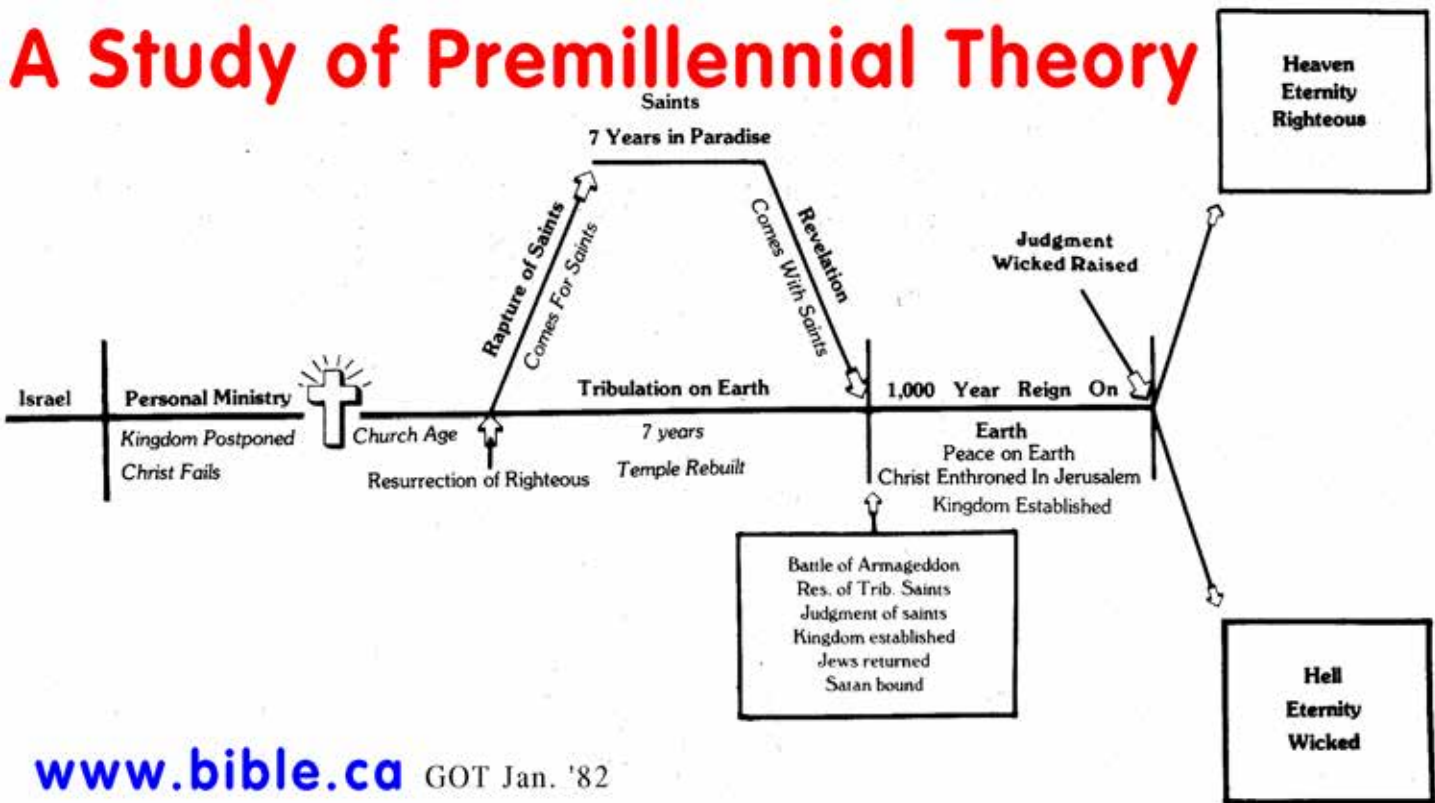 A Study of Premillennial Theory
Heaven
Eternity
Righteous
Saints
7 Years in Paradise
Rapture of Saints
Comes For Saints
Revelation
Comes With Saints
Judgment
Wicked Raised
Israel
Personal Ministry
Kingdom Postponed
Christ Fails
Church Age
Resurrection of Righteous
Tribulation on Earth
7 years
Temple Rebuilt
1,000 Year Reign On
Earth
Peace on Earth
Christ Enthroned In Jerusalem
Kingdom Established
Battle of Armageddon
Res. of Trib. Saints
Judgment of saints
Kingdom established
Jews returned
Satan bound
Hell
Eternity
Wicked
www.bible.ca GOT Jan. '82